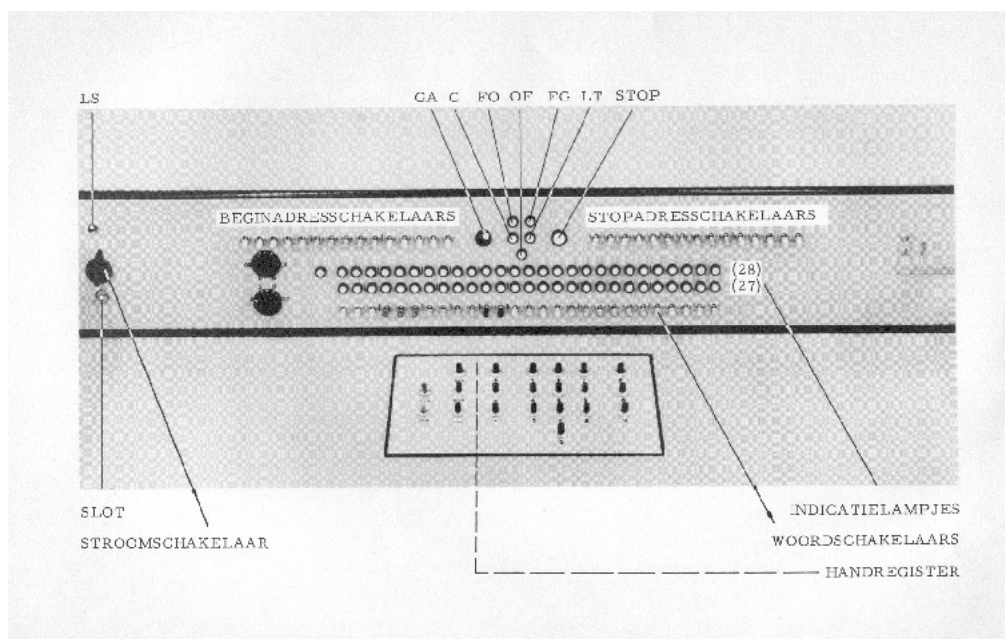 LS
GA C FO OF FG LT STOP
BEGINADRESSCHAKELAARS
STOPADRESSCHAKELAARS
(28)
(27)
SLOT
STROOMSCHAKELAAR
INDICATIELAMPJES
WOORDSCHAKELAARS
HANDREGISTER